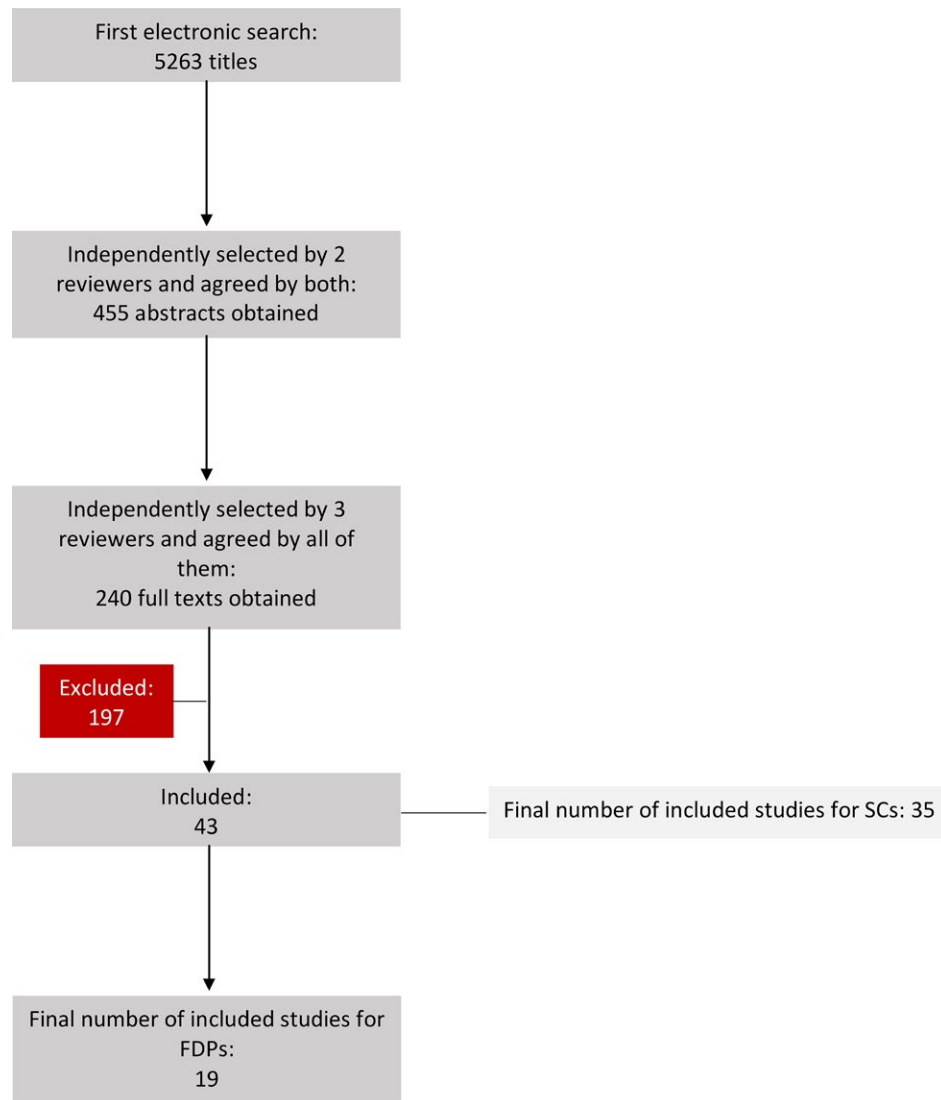 First electronic search:
5263 titles
Independently selected by 2
reviewers and agreed by both:
455 abstracts obtained
Independently selected by 3
reviewers and agreed by all of
them:
240 full texts obtained
Excluded:
197
Included:
43
Final number of included studies for SCs: 35
Final number of included studies for
FDPs:
19